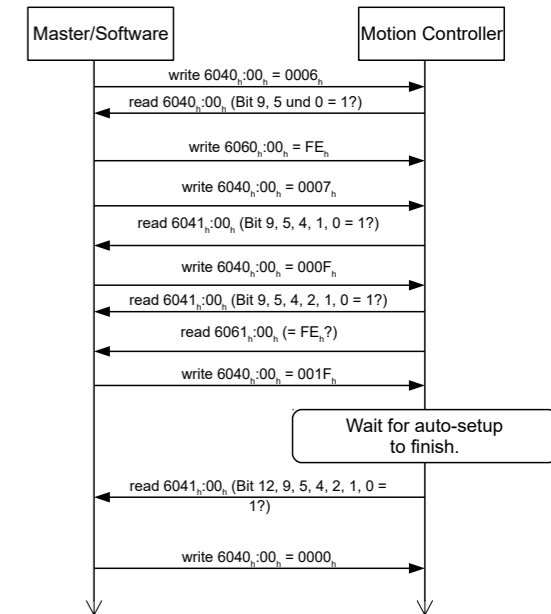 Master/Software
Motion Controller
write 6040ₕ:00ₕ = 0006ₕ
read 6040ₕ:00ₕ (Bit 9, 5 und 0 = 1?)
write 6060ₕ:00ₕ = FEₕ
write 6040ₕ:00ₕ = 0007ₕ
read 6041ₕ:00ₕ (Bit 9, 5, 4, 1, 0 = 1?)
write 6040ₕ:00ₕ = 000Fₕ
read 6041ₕ:00ₕ (Bit 9, 5, 4, 2, 1, 0 = 1?)
read 6061ₕ:00ₕ (= FEₕ?)
write 6040ₕ:00ₕ = 001Fₕ
Wait for auto-setup
to finish.
read 6041ₕ:00ₕ (Bit 12, 9, 5, 4, 2, 1, 0 =
1?)
write 6040ₕ:00ₕ = 0000ₕ